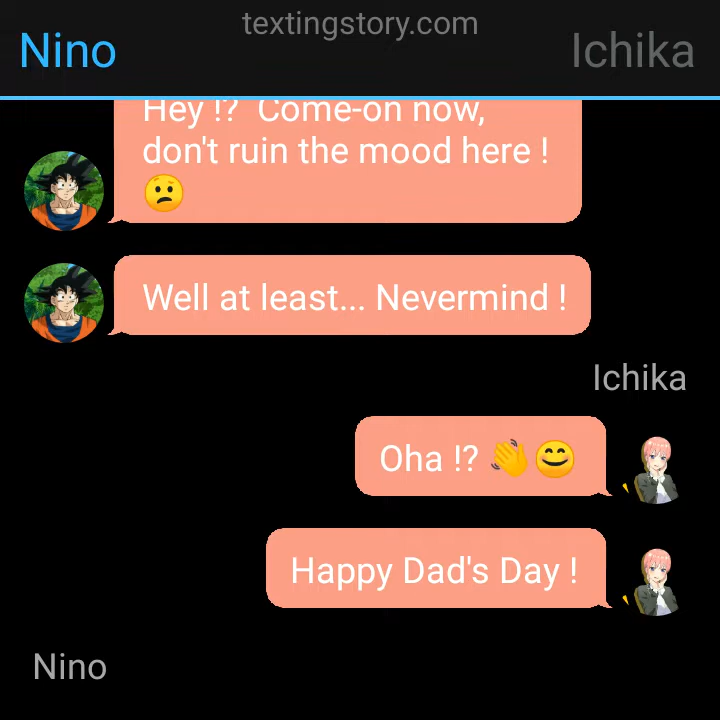 textingstory.com
Nino
Ichika
Hey !?  Come-on now,
don't ruin the mood here !
😟
Well at least... Nevermind !
Ichika
Oha !? 👋😊
Happy Dad's Day !
Nino